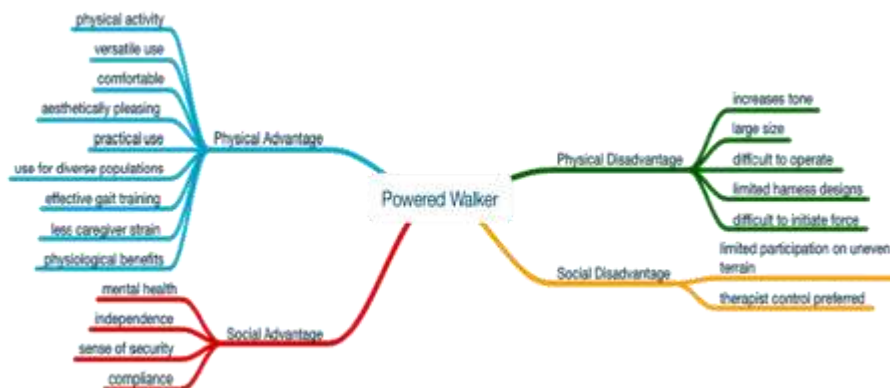 physical activity
versatile use
comfortable
aesthetically pleasing
practical use
use for diverse populations
effective gait training
less caregiver strain
physiological benefits
Physical Advantage
mental health
independence
sense of security
compliance
Social Advantage
Powered Walker
Physical Disadvantage
increases tone
large size
difficult to operate
limited harness designs
difficult to initiate force
Social Disadvantage
limited participation on uneven
terrain
therapist control preferred